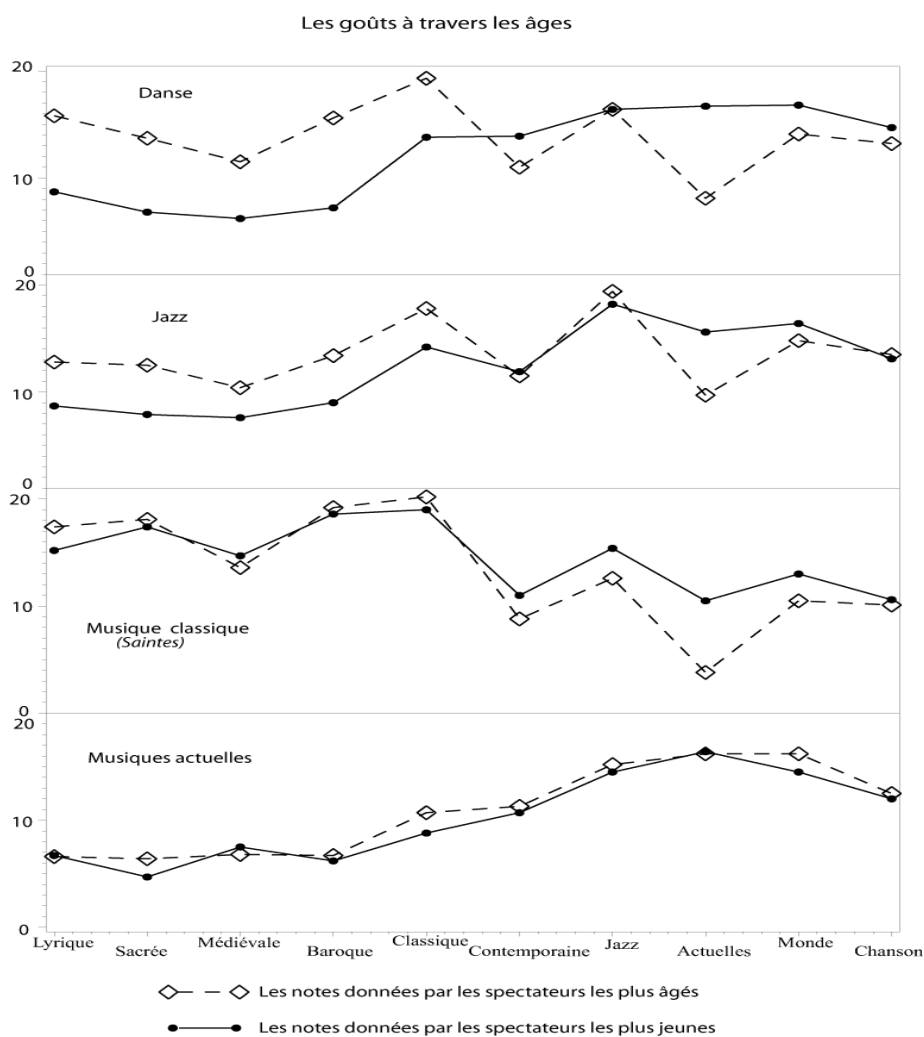 Les goûts à travers les âges
20
Danse
10
0
20
Jazz
10
0
20
10
Musique classique
(Saintes)
0
20
Musiques actuelles
10
0
Lyrique Sacrée Médiévale Baroque Classique Contemporaine Jazz Actuelles Monde Chanson
Les notes données par les spectateurs les plus âgés
Les notes données par les spectateurs les plus jeunes